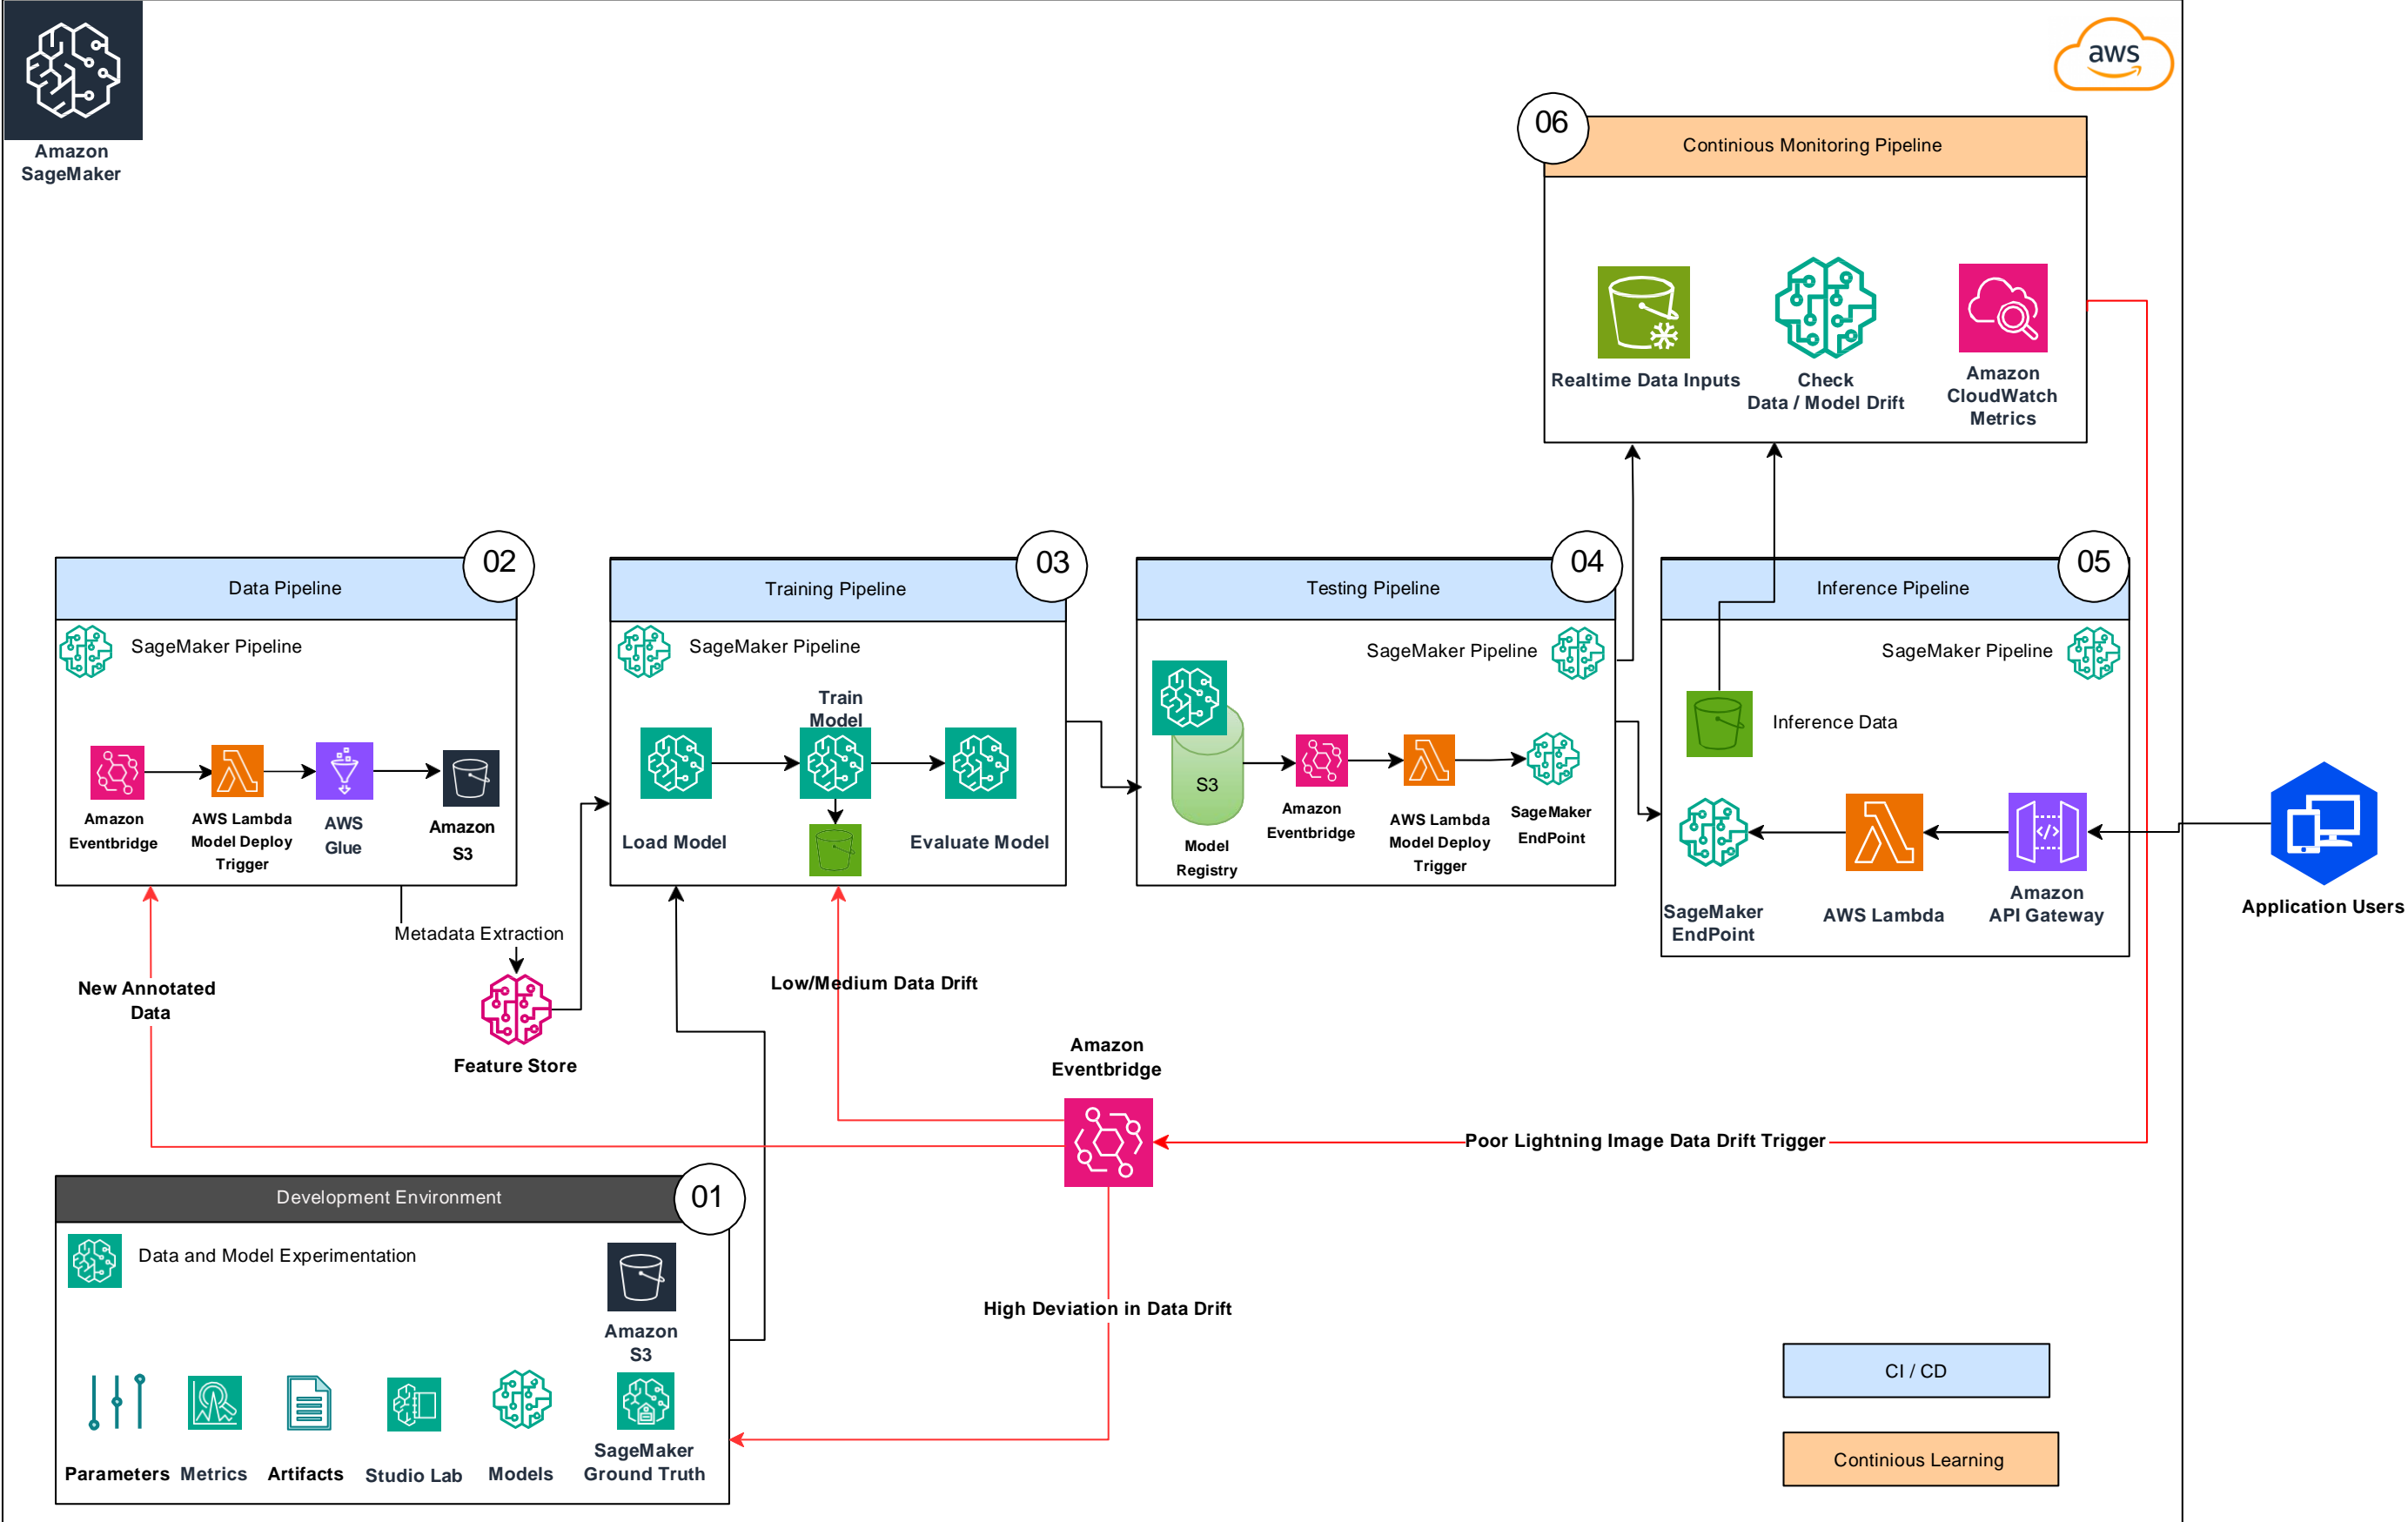 Amazon
SageMaker
aws
06
Continious Monitoring Pipeline
Realtime Data Inputs
Check
Data / Model Drift
Amazon
CloudWatch
Metrics
02
Data Pipeline
SageMaker Pipeline
Amazon
Eventbridge
AWS Lambda
Model Deploy
Trigger
AWS
Glue
Amazon
S3
03
Training Pipeline
SageMaker Pipeline
Train
Model
Load Model
Evaluate Model
04
Testing Pipeline
SageMaker Pipeline
S3
Model
Registry
Amazon
Eventbridge
AWS Lambda
Model Deploy
Trigger
SageMaker
EndPoint
05
Inference Pipeline
SageMaker Pipeline
Inference Data
SageMaker
EndPoint
AWS Lambda
Amazon
API Gateway
Application Users
Metadata Extraction
Feature Store
New Annotated
Data
Low/Medium Data Drift
Amazon
Eventbridge
Poor Lightning Image Data Drift Trigger
High Deviation in Data Drift
01
Development Environment
Data and Model Experimentation
Amazon
S3
Parameters
Metrics
Artifacts
Studio Lab
Models
SageMaker
Ground Truth
CI / CD
Continious Learning